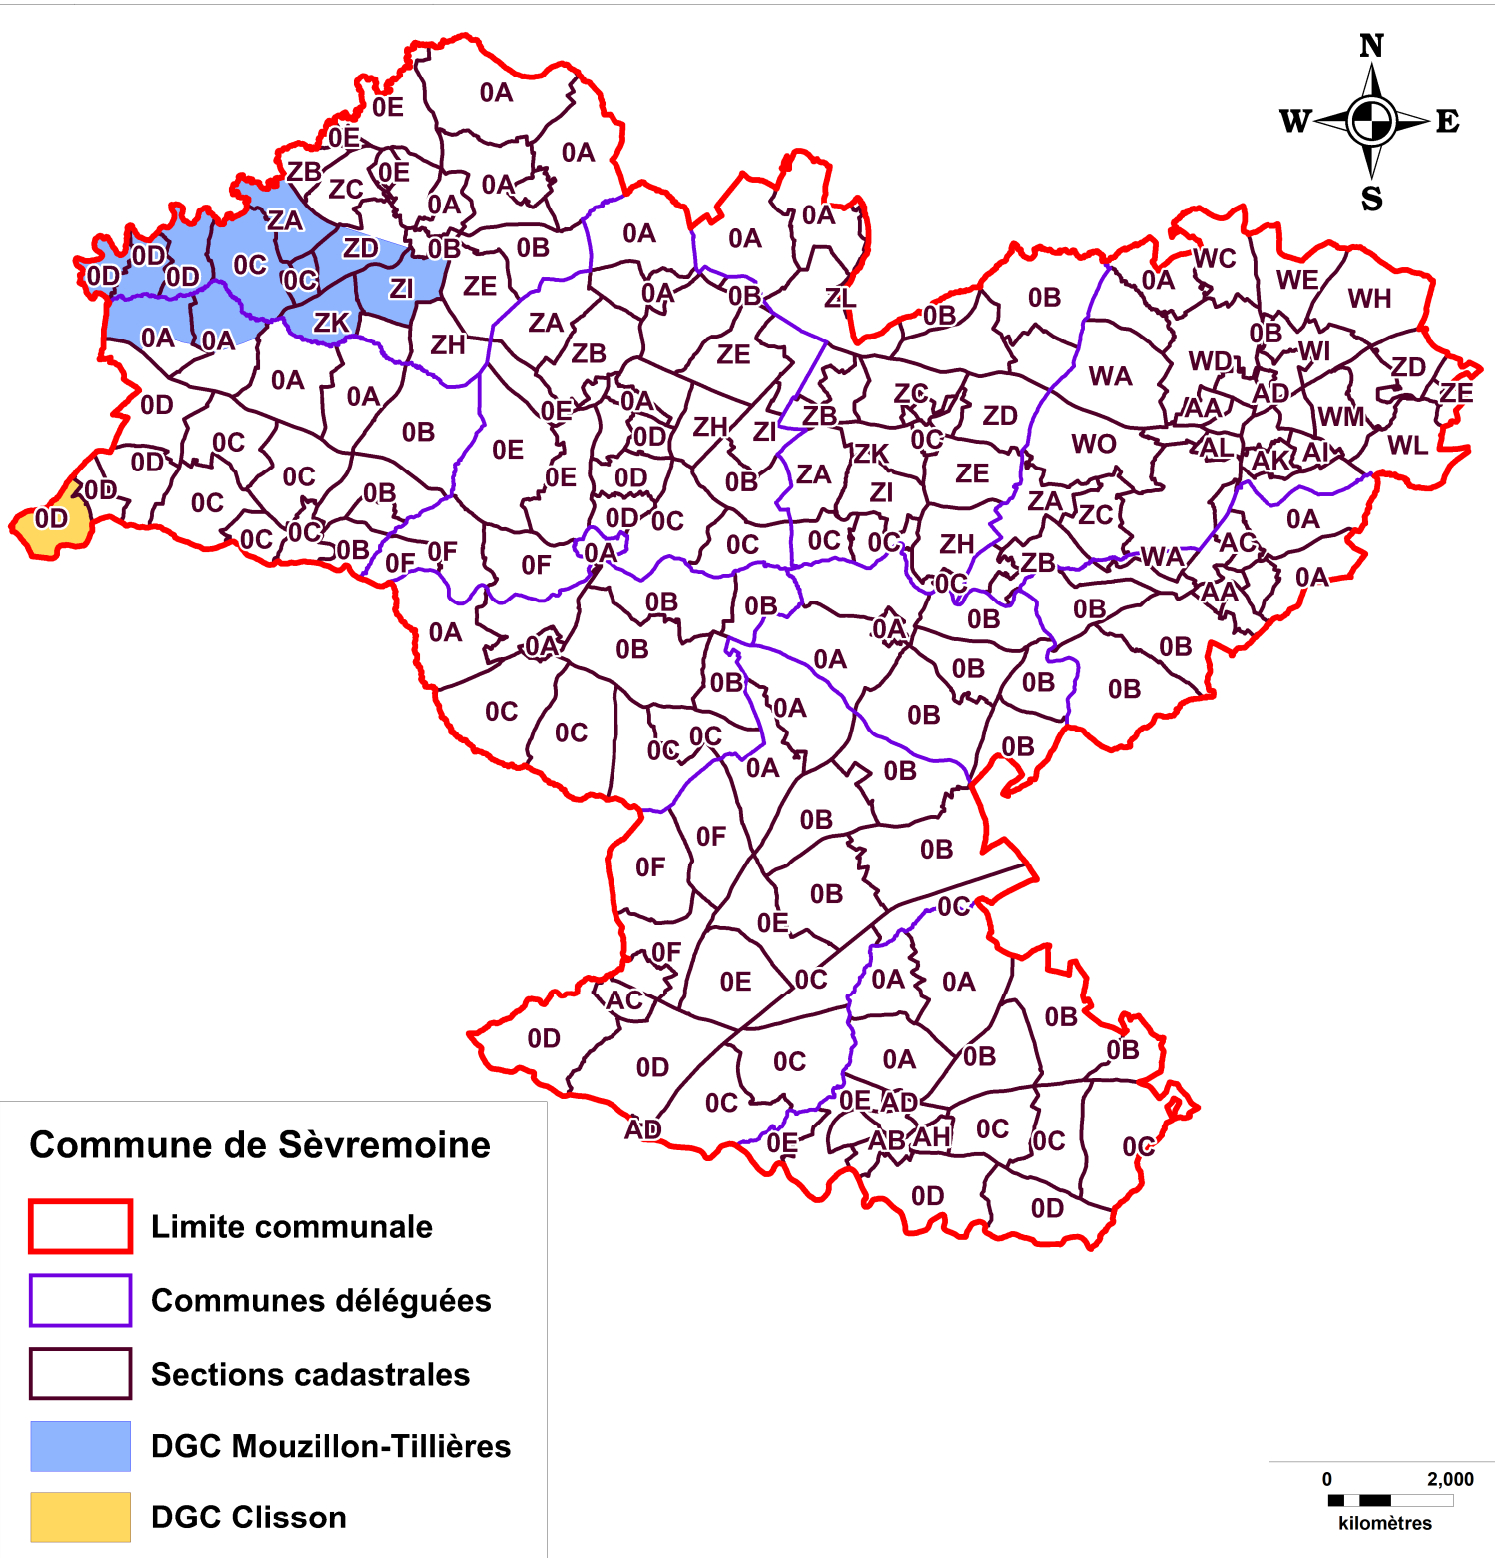 N
W E
S
0A
0E
0E
0A
ZB
ZC
0E
0A
0A
ZA
0A
0A
0A
0D
ZD
0B
0B
0D
0D
0C
0C
ZI
ZE
0A
0B
ZL
0B
0B
0A
WC
WE
WH
0A
0A
ZK
ZH
ZA
ZB
ZE
0B
WI
WD
ZD
ZE
0A
0A
WA
AD
0D
0B
0E
0A
0D
ZH
ZI
ZB
ZC
ZD
AA
WM
WL
0C
0D
0C
0E
0E
0D
0B
ZA
ZK
0C
ZE
WO
AL
AK
AI
0D
0D
0C
0B
0D
0C
ZI
ZA
ZC
0A
0C
0C
0B
0F
0F
0F
0A
0C
0C
0C
ZH
0C
ZB
WA
AC
AA
0A
0A
0A
0B
0B
0B
0A
0A
0B
0B
0B
0C
0C
0B
0A
0B
0B
0B
0B
0C
0C
0A
0B
0B
0F
0F
0B
0B
0B
0E
0C
0F
AC
0E
0C
0A
0A
0B
0D
0D
0C
0A
0B
0B
0C
AD
0E
0E
AD
AB
AH
0C
0C
0C
0D
0D
Commune de Sèvremoine
Limite communale
Communes déléguées
Sections cadastrales
DGC Mouzillon-Tillières
DGC Clisson
0 2,000
kilomètres